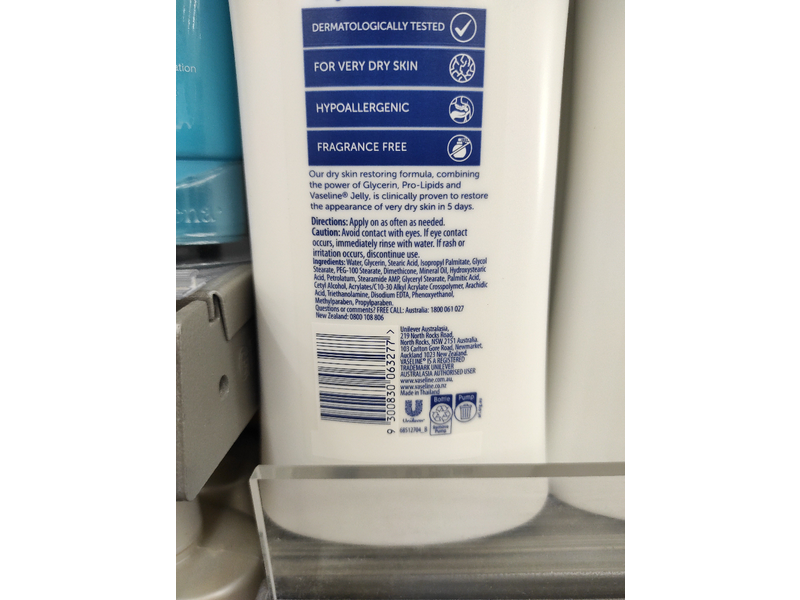 ation
ena
DERMATOLOGICALLY TESTED
FOR VERY DRY SKIN
HYPOALLERGENIC
FRAGRANCE FREE
Our dry skin restoring formula, combining
the power of Glycerin, Pro-Lipids and
Vaseline® Jelly, is clinically proven to restore
the appearance of very dry skin in 5 days.
Directions: Apply on as often as needed.
Caution: Avoid contact with eyes. If eye contact
occurs, immediately rinse with water. If rash or
irritation occurs, discontinue use.
Ingredients: Water, Glycerin, Stearic Acid, Isopropyl Palmitate, Glycol
Stearate, PEG-100 Stearate, Dimethicone, Mineral Oil, Hydroxystearic
Acid, Petrolatum, Stearamide AMP, Glyceryl Stearate, Palmitic Acid,
Cetyl Alcohol, Acrylates/C10-30 Alkyl Acrylate Crosspolymer, Arachidic
Acid, Triethanolamine, Disodium EDTA, Phenoxyethanol,
Methylparaben, Propylparaben.
Questions or comments? FREE CALL: Australia: 1800 061 027
New Zealand: 0800 108 806
Unilever Australasia,
219 North Rocks Road,
North Rocks, NSW 2151 Australia.
103 Carlton Gore Road, Newmarket,
Auckland 1023 New Zealand.
VASELINE® IS A REGISTERED
TRADEMARK UNILEVER
AUSTRALASIA AUTHORISED USER
www.vaseline.com.au.
www.vaseline.co.nz
Made in Thailand
9 300830 063277 >
Unilever
68512704_B
Bottle
Pump
Remove
Pump